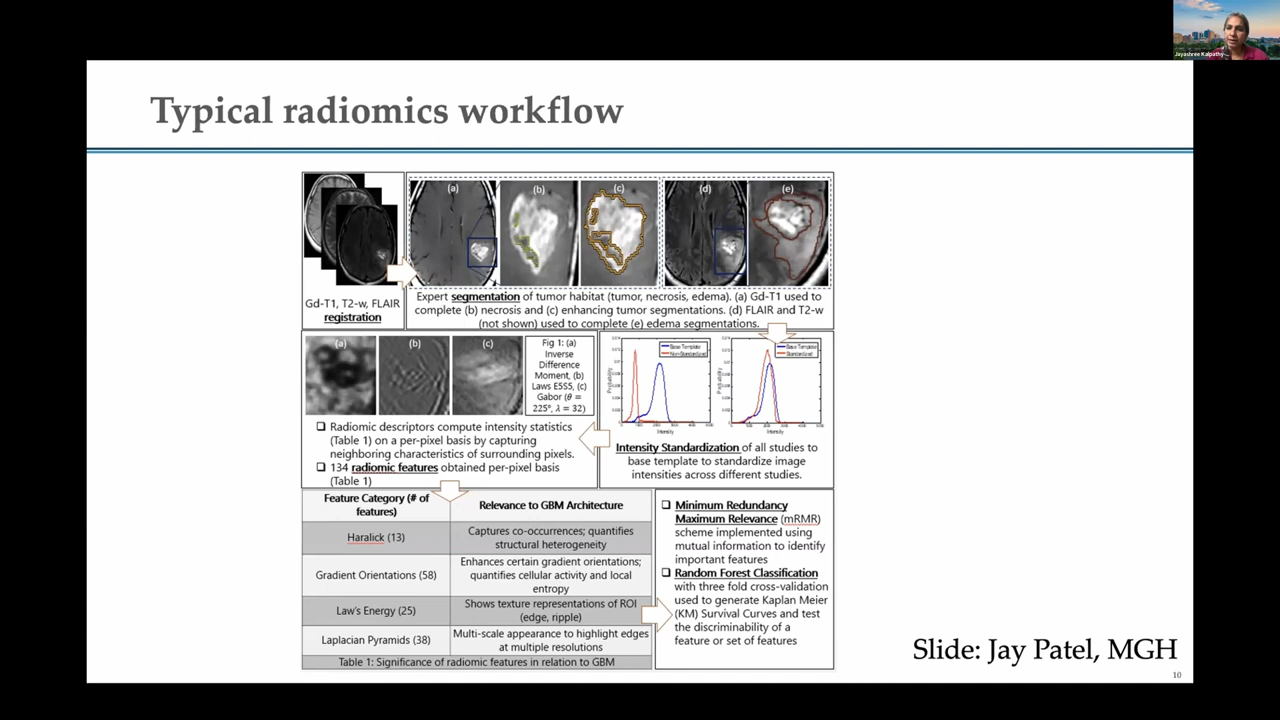 Jayashree Kalpathy
Typical radiomics workflow
Gd-T1, T2-w, FLAIR
registration
(a)
(b)
(c)
(d)
(e)
Expert segmentation of tumor habitat (tumor, necrosis, edema). (a) Gd-T1 used to
complete (b) necrosis and (c) enhancing tumor segmentations. (d) FLAIR and T2-w
(not shown) used to complete (e) edema segmentations.
(a)
(b)
(c)
Fig 1: (a)
Inverse
Difference
Moment, (b)
Laws E5S5, (c)
Gabor (θ =
225°, λ = 32)
❑ Radiomic descriptors compute intensity statistics
(Table 1) on a per-pixel basis by capturing
neighboring characteristics of surrounding pixels.
❑ 134 radiomic features obtained per-pixel basis
(Table 1)
Probability
Intensity
Base Template
Non-Standardized
Probability
Intensity
Base Template
Standardized
Intensity Standardization of all studies to
base template to standardize image
intensities across different studies.
Feature Category (# of
features)
Relevance to GBM Architecture
Haralick (13)
Captures co-occurrences; quantifies
structural heterogeneity
Gradient Orientations (58)
Enhances certain gradient orientations;
quantifies cellular activity and local
entropy
Law's Energy (25)
Shows texture representations of ROI
(edge, ripple)
Laplacian Pyramids (38)
Multi-scale appearance to highlight edges
at multiple resolutions
Table 1: Significance of radiomic features in relation to GBM
❑ Minimum Redundancy
Maximum Relevance (mRMR)
scheme implemented using
mutual information to identify
important features
❑ Random Forest Classification
with three fold cross-validation
used to generate Kaplan Meier
(KM) Survival Curves and test
the discriminability of a
feature or set of features
Slide: Jay Patel, MGH
10